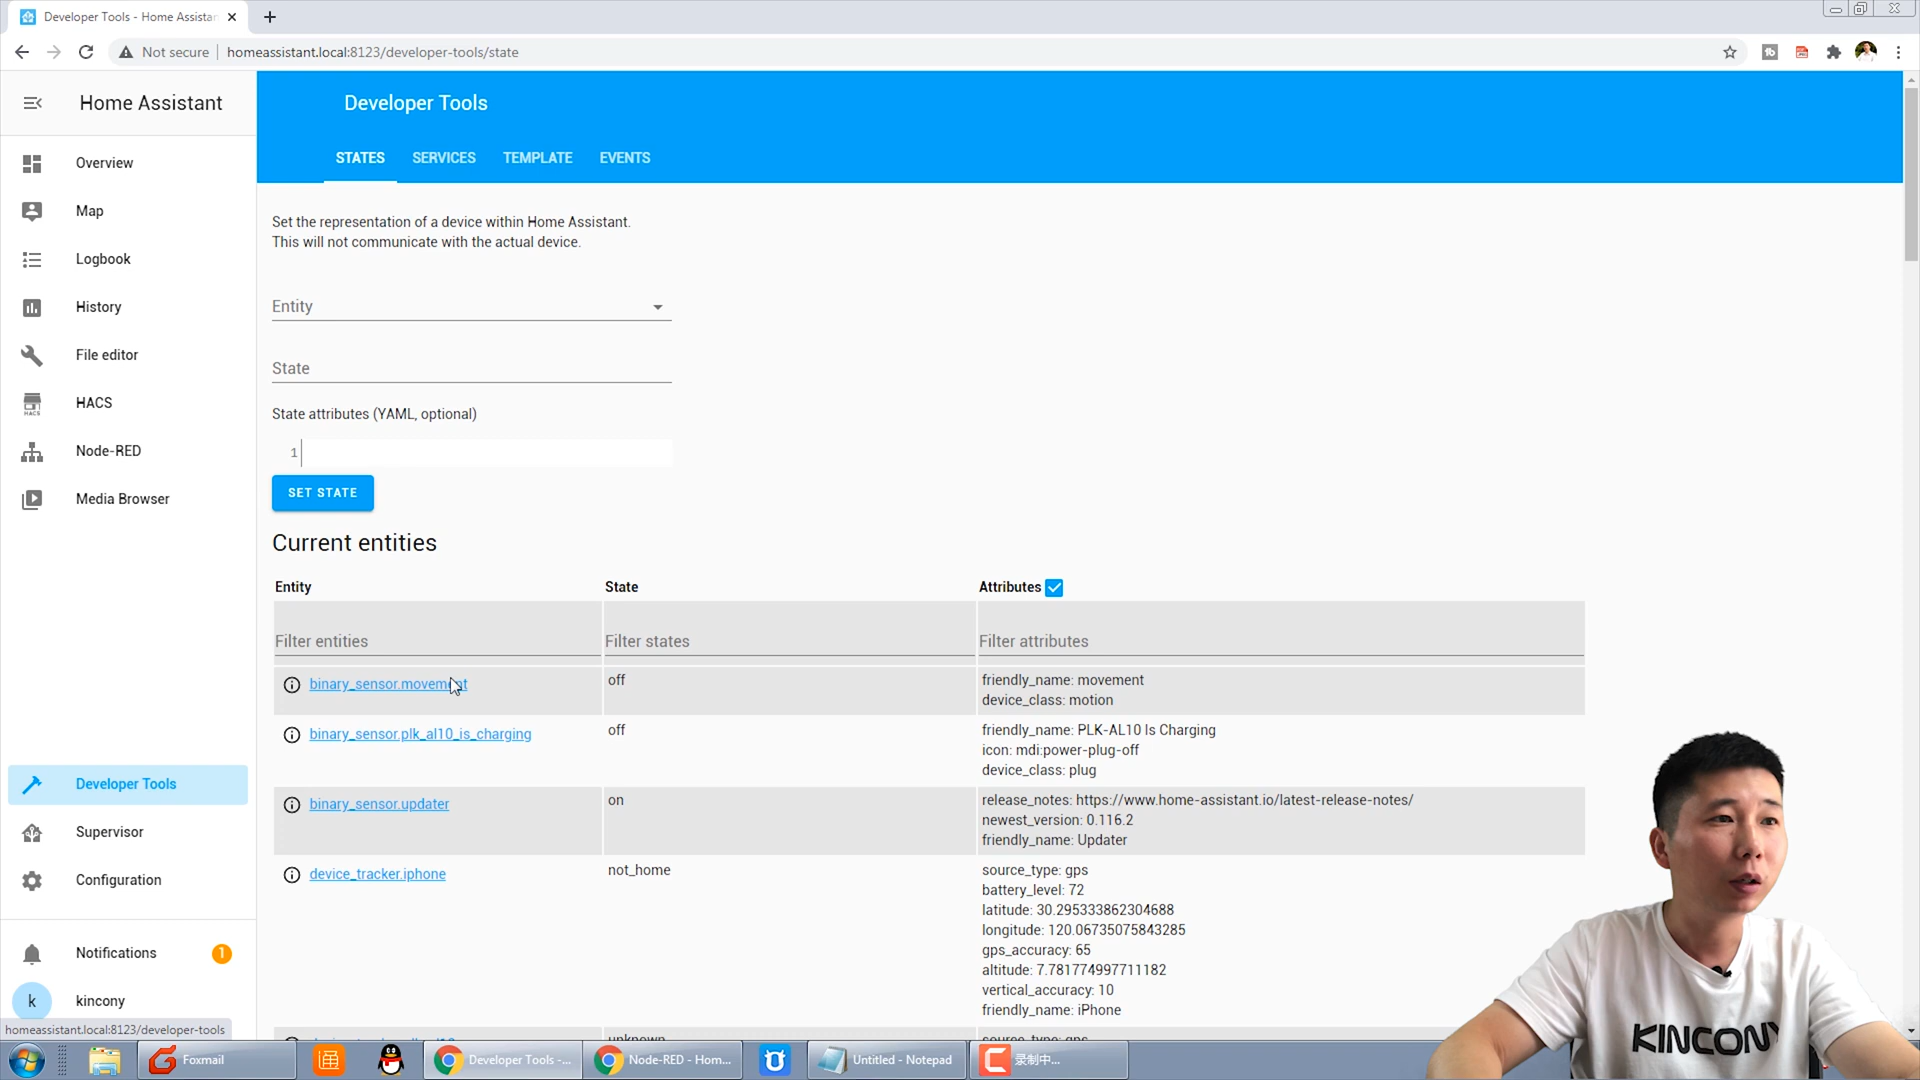 Developer Tools - Home Assistan
Not secure
homeassistant.local:8123/developer-tools/state
Home Assistant
Developer Tools
STATES SERVICES TEMPLATE EVENTS
Overview
Map
Logbook
History
File editor
HACS
HACS
Node-RED
Media Browser
Developer Tools
Supervisor
Configuration
Notifications 1
k kincony
homeassistant.local:8123/developer-tools
Set the representation of a device within Home Assistant.
This will not communicate with the actual device.
Entity
State
State attributes (YAML, optional)
1
SET STATE
Current entities
Entity State Attributes
Filter entities Filter states Filter attributes
binary_sensor.movement off friendly_name: movement
device_class: motion
binary_sensor.plk_al10_is_charging off friendly_name: PLK-AL10 Is Charging
icon: mdi:power-plug-off
device_class: plug
binary_sensor.updater on release_notes: https://www.home-assistant.io/latest-release-notes/
newest_version: 0.116.2
friendly_name: Updater
device_tracker.iphone not_home source_type: gps
battery_level: 72
latitude: 30.295333862304688
longitude: 120.06735075843285
gps_accuracy: 65
altitude: 7.781774997711182
vertical_accuracy: 10
friendly_name: iPhone
unknown source_type: gps
KINCONY
Foxmail
Developer Tools -...
Node-RED - Hom...
Untitled - Notepad
录制中...